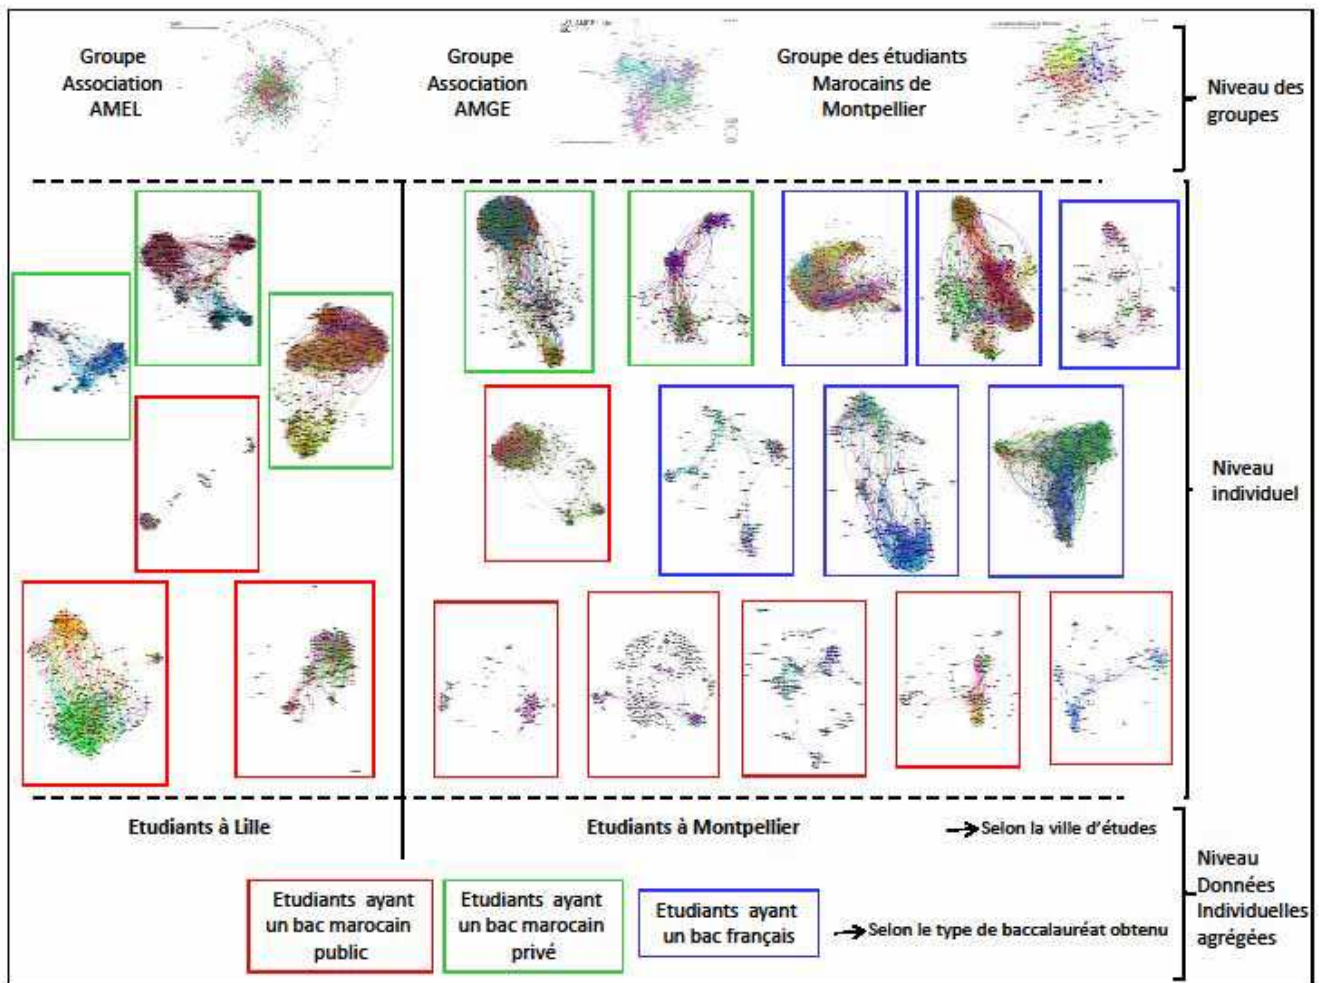 Groupe
Association
AMEL
Groupe
Association
AMGE
Groupe des étudiants
Marocains de
Montpellier
Niveau des
groupes
Niveau
individuel
Etudiants à Lille
Etudiants à Montpellier
Selon la ville d'études
Etudiants ayant
un bac marocain
public
Etudiants ayant
un bac marocain
privé
Etudiants ayant
un bac français
Selon le type de baccalauréat obtenu
Niveau
Données
Individuelles
agrégées